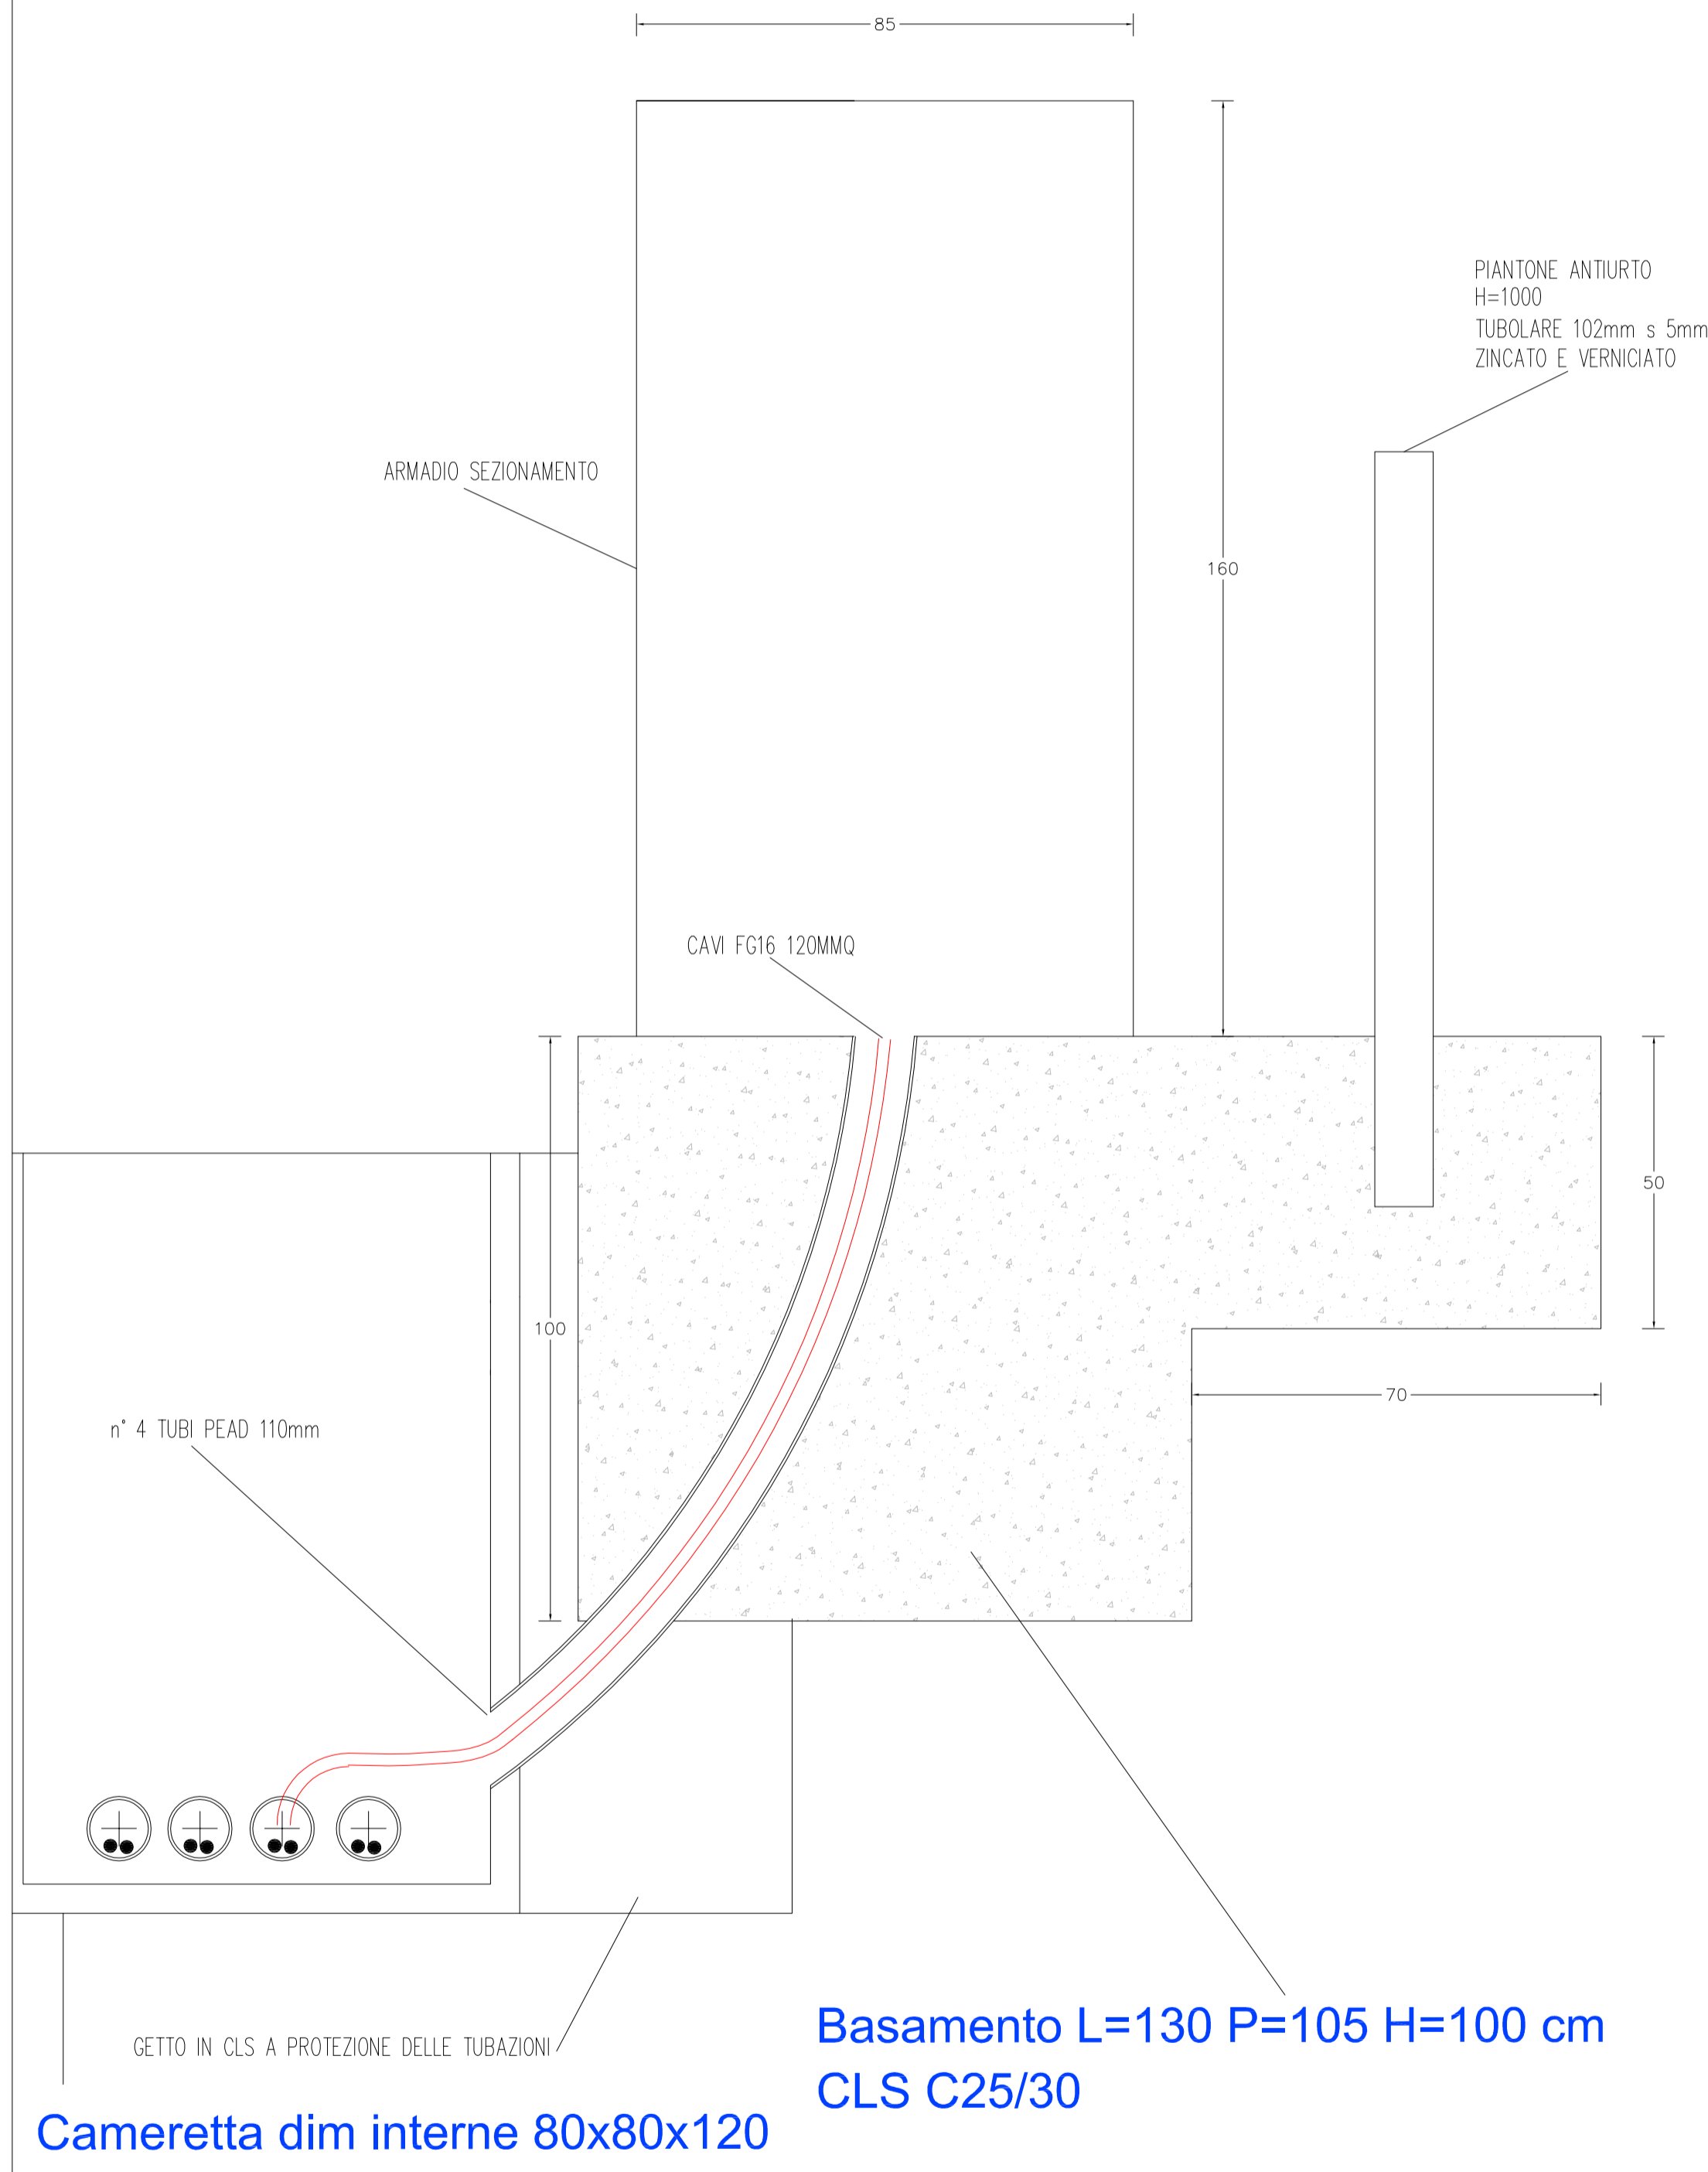 85
PIANTONE ANTIURTO
H=1000
TUBOLARE 102mm s 5mm
ZINCATO E VERNICIATO
ARMADIO SEZIONAMENTO
160
CAVI FG16 120MMQ
50
100
70
n° 4 TUBI PEAD 110mm
Basamento L=130 P=105 H=100 cm
CLS C25/30
GETTO IN CLS A PROTEZIONE DELLE TUBAZIONI
Cameretta dim interne 80x80x120